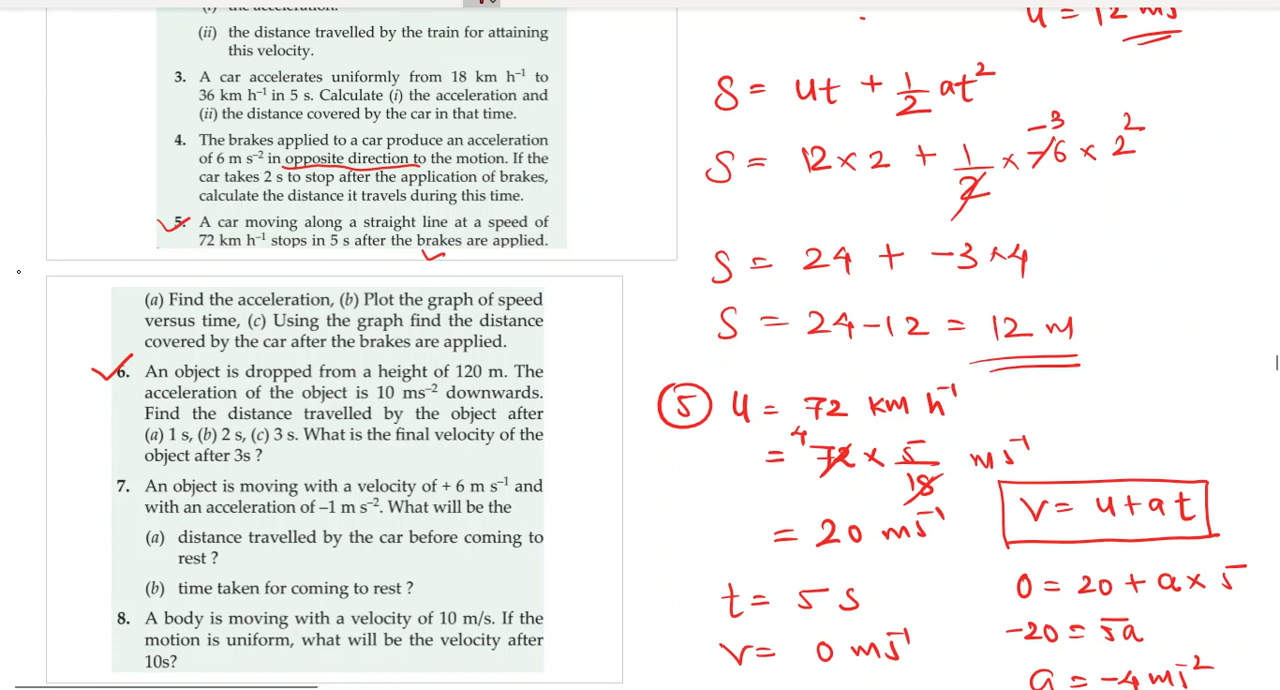 (i) the acceleration.
(ii) the distance travelled by the train for attaining
this velocity.
3. A car accelerates uniformly from 18 km h⁻¹ to
36 km h⁻¹ in 5 s. Calculate (i) the acceleration and
(ii) the distance covered by the car in that time.
4. The brakes applied to a car produce an acceleration
of 6 m s⁻² in opposite direction to the motion. If the
car takes 2 s to stop after the application of brakes,
calculate the distance it travels during this time.
5. A car moving along a straight line at a speed of
72 km h⁻¹ stops in 5 s after the brakes are applied.
(a) Find the acceleration, (b) Plot the graph of speed
versus time, (c) Using the graph find the distance
covered by the car after the brakes are applied.
6. An object is dropped from a height of 120 m. The
acceleration of the object is 10 ms⁻² downwards.
Find the distance travelled by the object after
(a) 1 s, (b) 2 s, (c) 3 s. What is the final velocity of the
object after 3s ?
7. An object is moving with a velocity of + 6 m s⁻¹ and
with an acceleration of –1 m s⁻². What will be the
(a) distance travelled by the car before coming to
rest ?
(b) time taken for coming to rest ?
8. A body is moving with a velocity of 10 m/s. If the
motion is uniform, what will be the velocity after
10s?
u = 12 ms
S = ut + 1/2 at²
S = 12 × 2 + 1/2 × -6 × 2² -3 2
S = 24 + -3 × 4
S = 24 - 12 = 12 m
5 u = 72 km h⁻¹
= 4 72 × 5/18 ms⁻¹
= 20 ms⁻¹
v = u + at
t = 5 s
v = 0 ms⁻¹
0 = 20 + a × 5
-20 = 5a
a = -4 ms⁻²